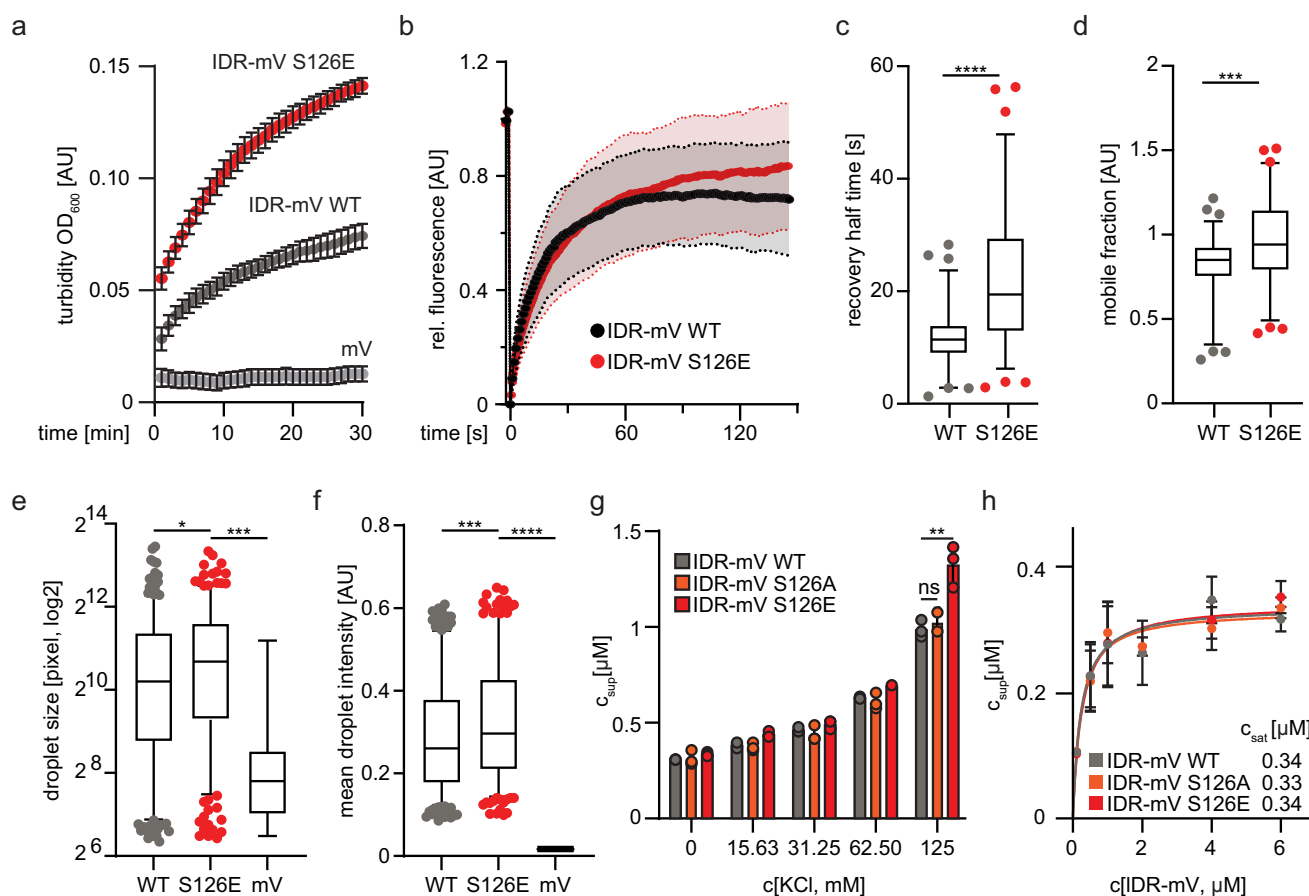 a
IDR-mV S126E
IDR-mV WT
mV
turbidity OD600 [AU]
0.15
0.10
0.05
0
time [min]
0
10
20
30
b
rel. fluorescence [AU]
1.2
0.8
0.4
0
IDR-mV WT
IDR-mV S126E
time [s]
0
60
120
c
recovery half time [s]
60
40
20
0
****
WT
S126E
d
mobile fraction [AU]
2
1.5
1
0.5
0
***
WT
S126E
e
droplet size [pixel, log2]
2^14
2^12
2^10
2^8
2^6
*
***
WT
S126E
mV
f
mean droplet intensity [AU]
0.8
0.6
0.4
0.2
0
***
****
WT
S126E
mV
g
csup[µM]
1.5
1
0.5
0
IDR-mV WT
IDR-mV S126A
IDR-mV S126E
**
ns
0
15.63
31.25
62.50
125
c[KCl, mM]
h
csup[µM]
0.4
0.2
0
csat [µM]
IDR-mV WT 0.34
IDR-mV S126A 0.33
IDR-mV S126E 0.34
0
2
4
6
c[IDR-mV, µM]